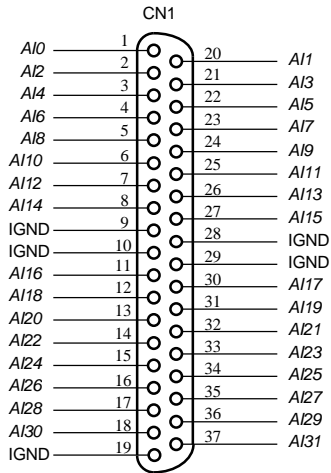 CN1
AI0 1
20 AI1
AI2 2
21 AI3
AI4 3
22 AI5
AI6 4
23 AI7
AI8 5
24 AI9
AI10 6
25 AI11
AI12 7
26 AI13
AI14 8
27 AI15
IGND 9
28 IGND
IGND 10
29 IGND
AI16 11
30 AI17
AI18 12
31 AI19
AI20 13
32 AI21
AI22 14
33 AI23
AI24 15
34 AI25
AI26 16
35 AI27
AI28 17
36 AI29
AI30 18
37 AI31
IGND 19